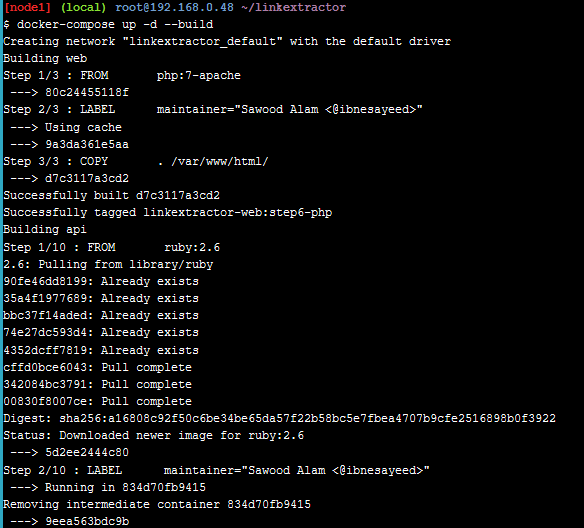 [node1] (local) root@192.168.0.48 ~/linkextractor
$ docker-compose up -d --build
Creating network "linkextractor_default" with the default driver
Building web
Step 1/3 : FROM php:7-apache
---> 80c24455118f
Step 2/3 : LABEL maintainer="Sawood Alam <@ibnesayeed>"
---> Using cache
---> 9a3da361e5aa
Step 3/3 : COPY . /var/www/html/
---> d7c3117a3cd2
Successfully built d7c3117a3cd2
Successfully tagged linkextractor-web:step6-php
Building api
Step 1/10 : FROM ruby:2.6
2.6: Pulling from library/ruby
90fe46dd8199: Already exists
35a4f1977689: Already exists
bbc37f14aded: Already exists
74e27dc593d4: Already exists
4352dcff7819: Already exists
cffd0bce6043: Pull complete
342084bc3791: Pull complete
00830f8007ce: Pull complete
Digest: sha256:a16808c92f50c6be34be65da57f22b58bc5e7fbea4707b9cfe2516898b0f3922
Status: Downloaded newer image for ruby:2.6
---> 5d2ee2444c80
Step 2/10 : LABEL maintainer="Sawood Alam <@ibnesayeed>"
---> Running in 834d70fb9415
Removing intermediate container 834d70fb9415
---> 9eea563bdc9b